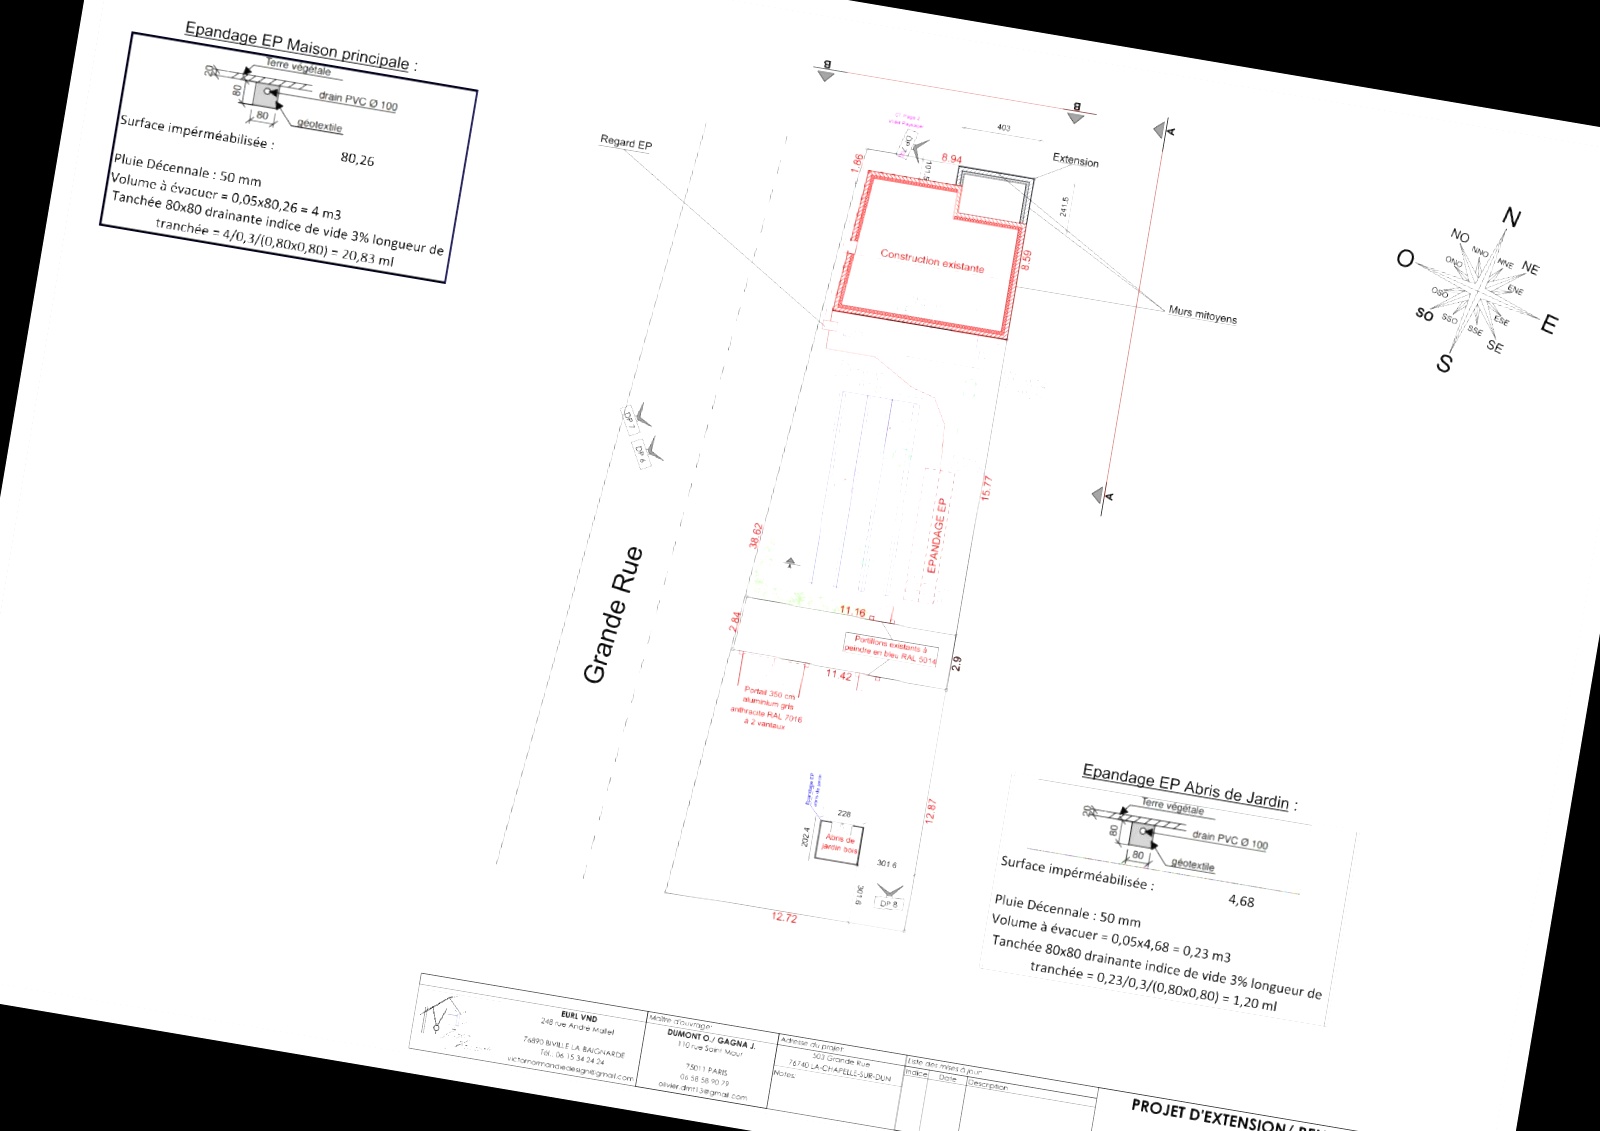 Epandage EP Maison principale :
Terre végétale
20
80
drain PVC Ø 100
80
géotextile
Surface impérméabilisée :
80,26
Pluie Décennale : 50 mm
Volume à évacuer = 0,05x80,26 = 4 m3
Tanchée 80x80 drainante indice de vide 3% longueur de
tranchée = 4/0,3/(0,80x0,80) = 20,83 ml
B
B
A
403
Regard EP
1.86
8.94
101.5
Extension
241.5
Construction existante
8.59
Murs mitoyens
N
NO
NNO
NNE
NE
O
ONO
ENE
OSO
E
SO
SSO
SSE
ESE
SE
S
DP 7
DP 6
A
15.77
EPANDAGE EP
38.62
Grande Rue
11.16
2.84
Portillons existants à
peindre en bleu RAL 5014
2.9
11.42
Portail 350 cm
aluminium gris
anthracite RAL 7016
à 2 vantaux
228
202.4
Abris de
jardin bois
12.87
301.6
301.6
DP 8
12.72
Epandage EP Abris de Jardin :
Terre végétale
20
80
drain PVC Ø 100
80
géotextile
Surface impérméabilisée :
4,68
Pluie Décennale : 50 mm
Volume à évacuer = 0,05x4,68 = 0,23 m3
Tanchée 80x80 drainante indice de vide 3% longueur de
tranchée = 0,23/0,3/(0,80x0,80) = 1,20 ml
EURL VND
248 rue André Mallet
76890 BIVILLE LA BAIGNARDE
Tél.. 06 15 34 24 24
victornormandiedesign@gmail.com
Maître d'ouvrage:
DUMONT O./ GAGNA J.
110 rue Saint Maur
75011 PARIS
06 58 58 90 79
olivier.dmt13@gmail.com
Adresse du projet:
503 Grande Rue
76740 LA-CHAPELLE-SUR-DUN
Notes:
Liste des mises à jour:
Indice
Date
Description
PROJET D'EXTENSION/